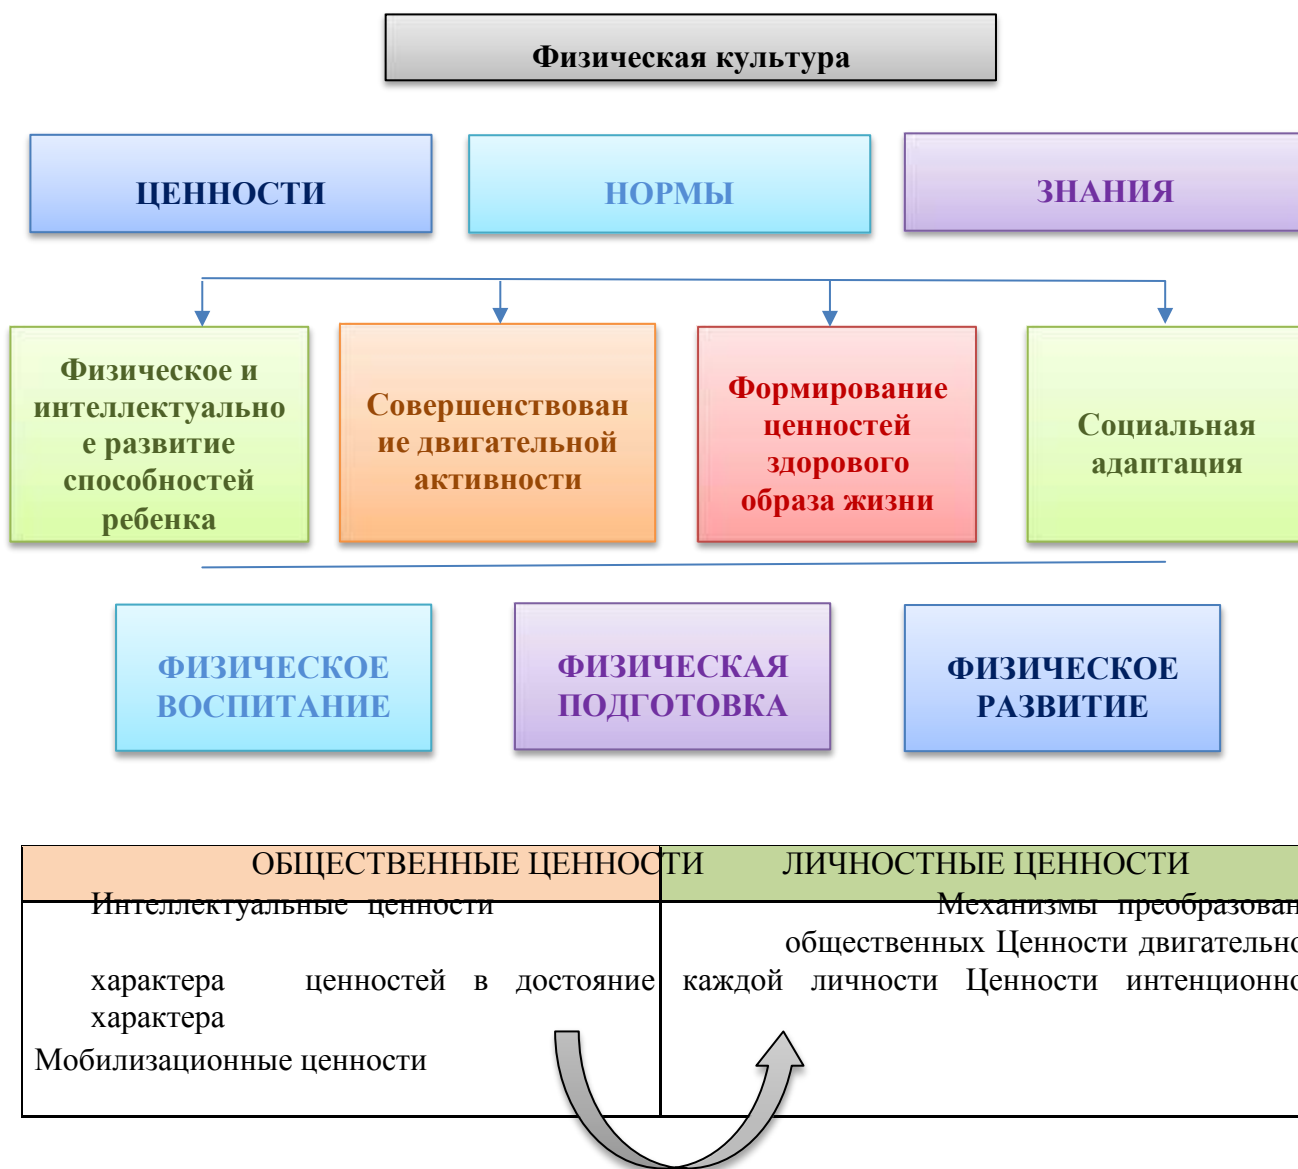 Физическая культура
ЦЕННОСТИ
НОРМЫ
ЗНАНИЯ
Физическое и
интеллектуально
е развитие
способностей
ребенка
Совершенствован
ие двигательной
активности
Формирование
ценностей
здорового
образа жизни
Социальная
адаптация
ФИЗИЧЕСКОЕ
ВОСПИТАНИЕ
ФИЗИЧЕСКАЯ
ПОДГОТОВКА
ФИЗИЧЕСКОЕ
РАЗВИТИЕ
ОБЩЕСТВЕННЫЕ ЦЕННОСТИ ЛИЧНОСТНЫЕ ЦЕННОСТИ
Интеллектуальные ценности Механизмы преобразован
общественных Ценности двигательно
характера ценностей в достояние каждой личности Ценности интенционно
характера
Мобилизационные ценности